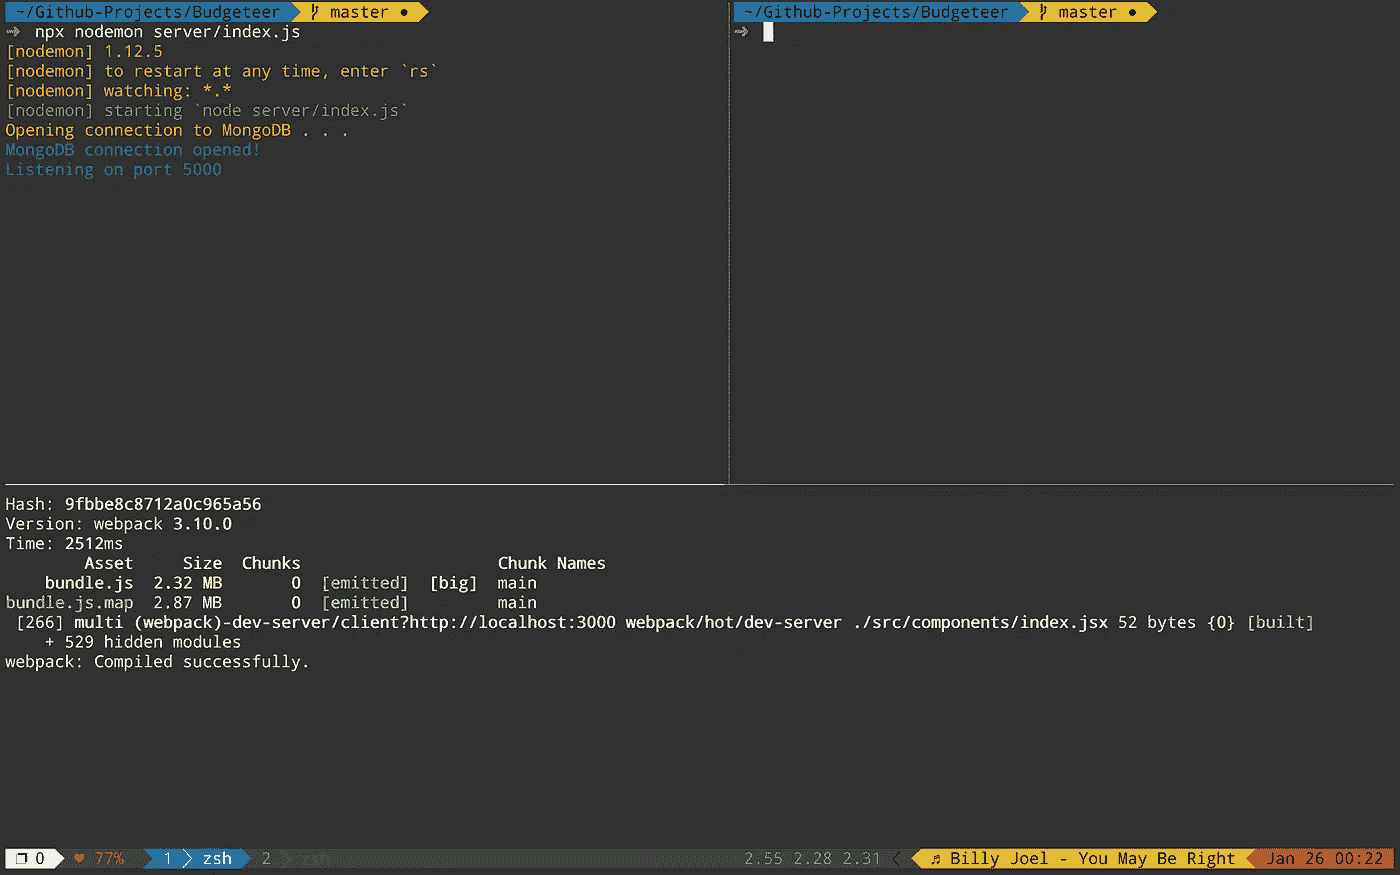 ~/Github-Projects/Budgeteer master ●
→ npx nodemon server/index.js
[nodemon] 1.12.5
[nodemon] to restart at any time, enter `rs`
[nodemon] watching: *.*
[nodemon] starting `node server/index.js`
Opening connection to MongoDB . . .
MongoDB connection opened!
Listening on port 5000
~/Github-Projects/Budgeteer master ●
→
Hash: 9fbbe8c8712a0c965a56
Version: webpack 3.10.0
Time: 2512ms
Asset Size Chunks Chunk Names
bundle.js 2.32 MB 0 [emitted] [big] main
bundle.js.map 2.87 MB 0 [emitted] main
[266] multi (webpack)-dev-server/client?http://localhost:3000 webpack/hot/dev-server ./src/components/index.jsx 52 bytes {0} [built]
+ 529 hidden modules
webpack: Compiled successfully.
❐ 0 ♥ 77% 1 zsh 2 zsh 2.55 2.28 2.31 ♬ Billy Joel - You May Be Right Jan 26 00:22